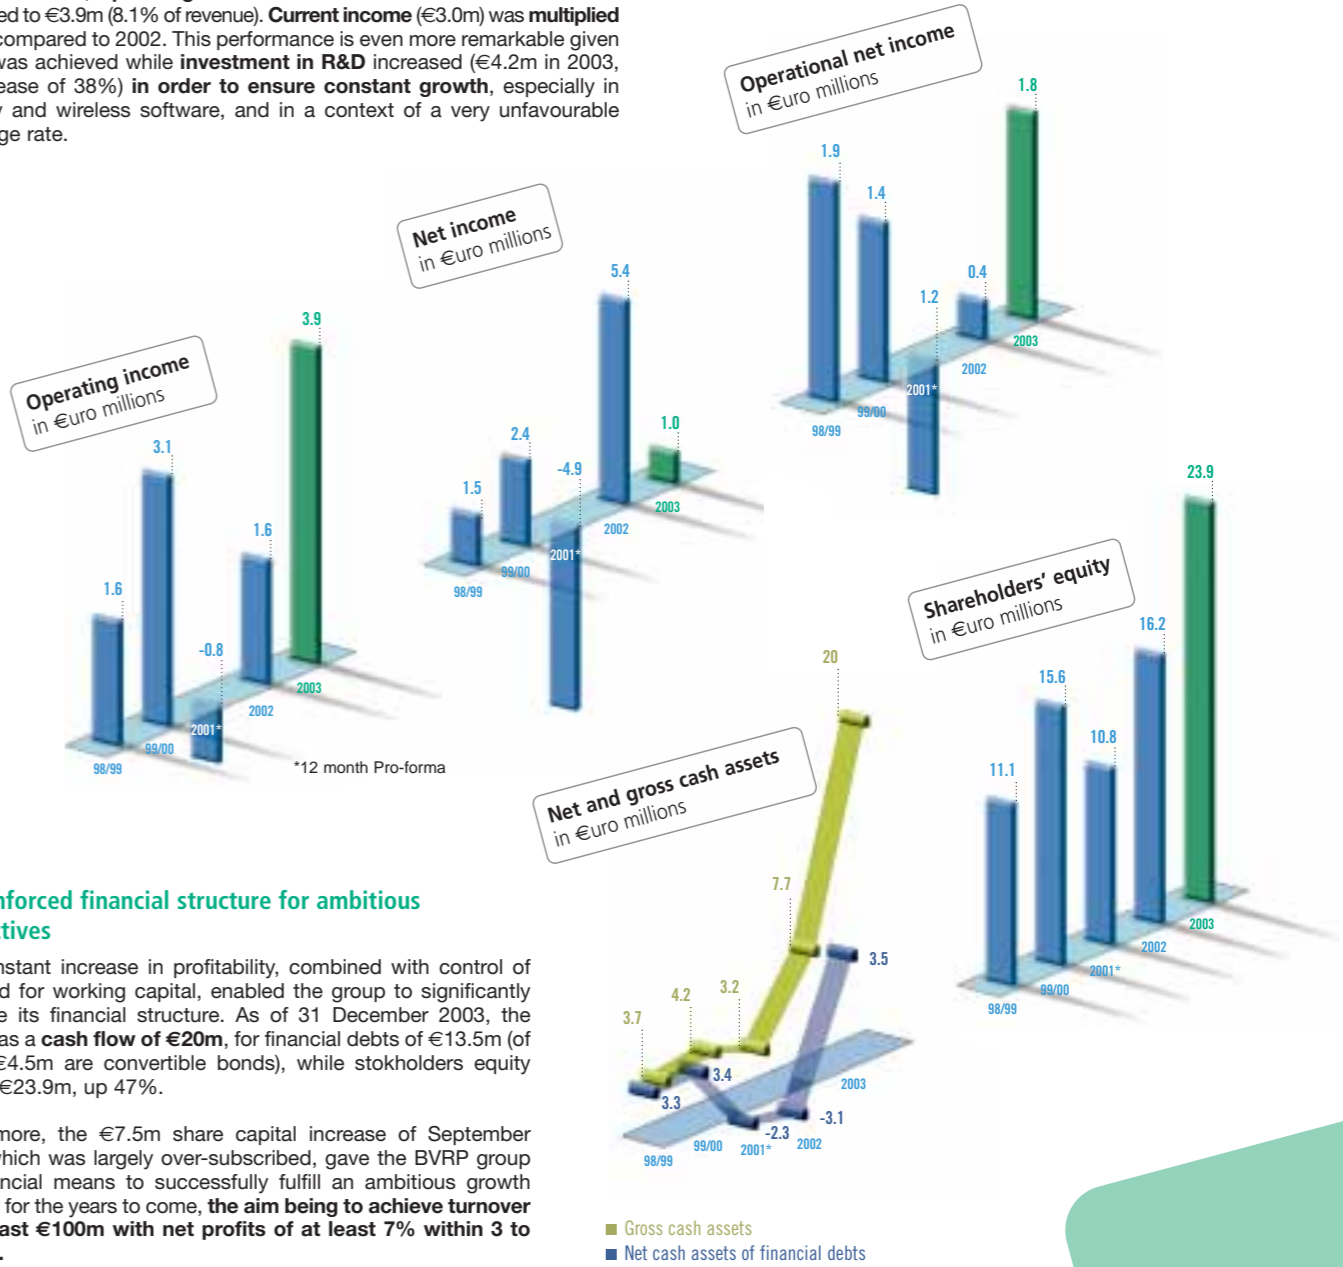 ed to €3.9m (8.1% of revenue). Current income (€3.0m) was multiplied
compared to 2002. This performance is even more remarkable given
was achieved while investment in R&D increased (€4.2m in 2003,
ease of 38%) in order to ensure constant growth, especially in
and wireless software, and in a context of a very unfavourable
ge rate.
Operational net income
in €uro millions
1.9
1.4
1.2
0.4
1.8
98/99
99/00
2001*
2002
2003
Net income
in €uro millions
1.5
2.4
-4.9
5.4
1.0
98/99
99/00
2001*
2002
2003
Operating income
in €uro millions
1.6
3.1
-0.8
1.6
3.9
98/99
99/00
2001*
2002
2003
*12 month Pro-forma
Shareholders' equity
in €uro millions
11.1
15.6
10.8
16.2
23.9
98/99
99/00
2001*
2002
2003
Net and gross cash assets
in €uro millions
3.7
4.2
3.2
7.7
20
3.3
3.4
-2.3
-3.1
3.5
98/99
99/00
2001*
2002
2003
Gross cash assets
Net cash assets of financial debts
nforced financial structure for ambitious
tives
nstant increase in profitability, combined with control of
d for working capital, enabled the group to significantly
e its financial structure. As of 31 December 2003, the
as a cash flow of €20m, for financial debts of €13.5m (of
€4.5m are convertible bonds), while stokholders equity
€23.9m, up 47%.
more, the €7.5m share capital increase of September
which was largely over-subscribed, gave the BVRP group
ncial means to successfully fulfill an ambitious growth
for the years to come, the aim being to achieve turnover
ast €100m with net profits of at least 7% within 3 to